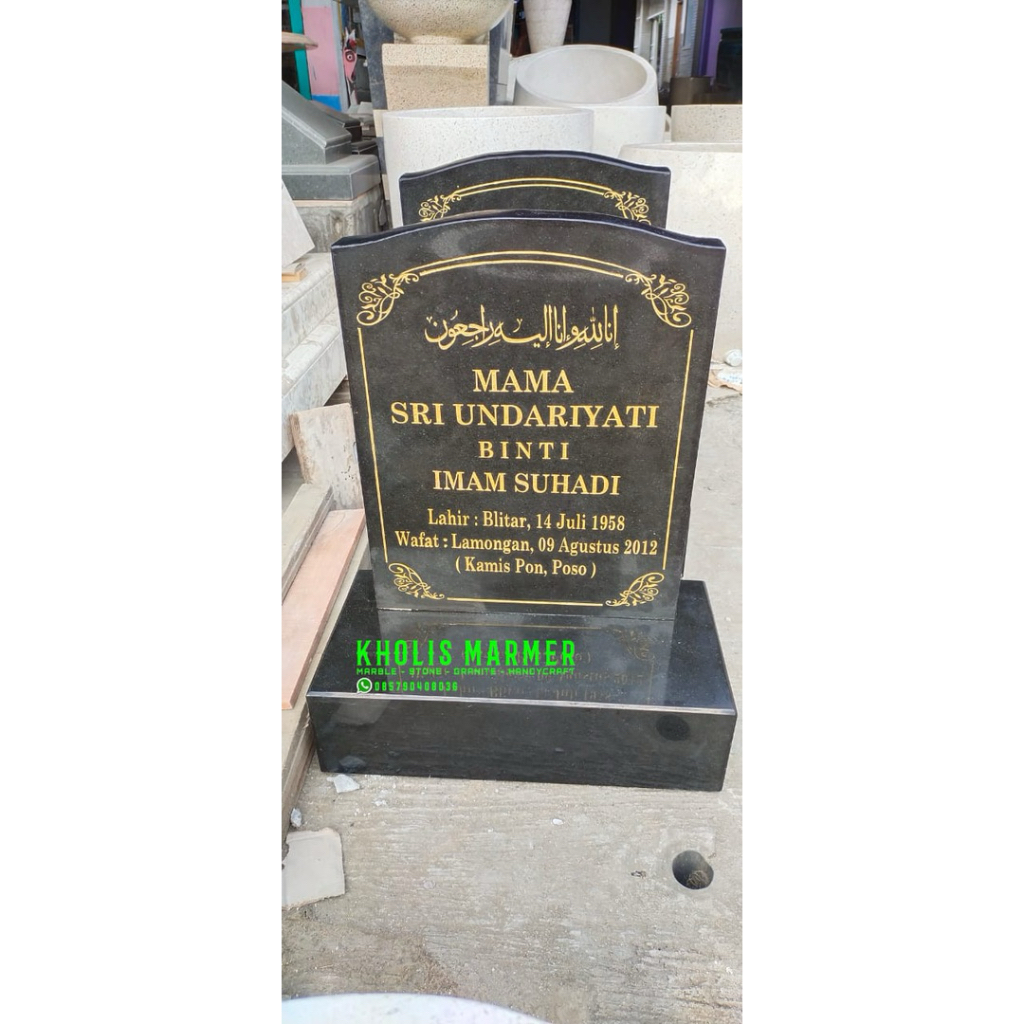 إنا لله وإنا إليه راجعون
MAMA
SRI UNDARIYATI
BINTI
IMAM SUHADI
Lahir : Blitar, 14 Juli 1958
Wafat : Lamongan, 09 Agustus 2012
( Kamis Pon, Poso )
KHOLIS MARMER
MARBLE - STONE - GRANITE - HANDYCRAFT
085790408036